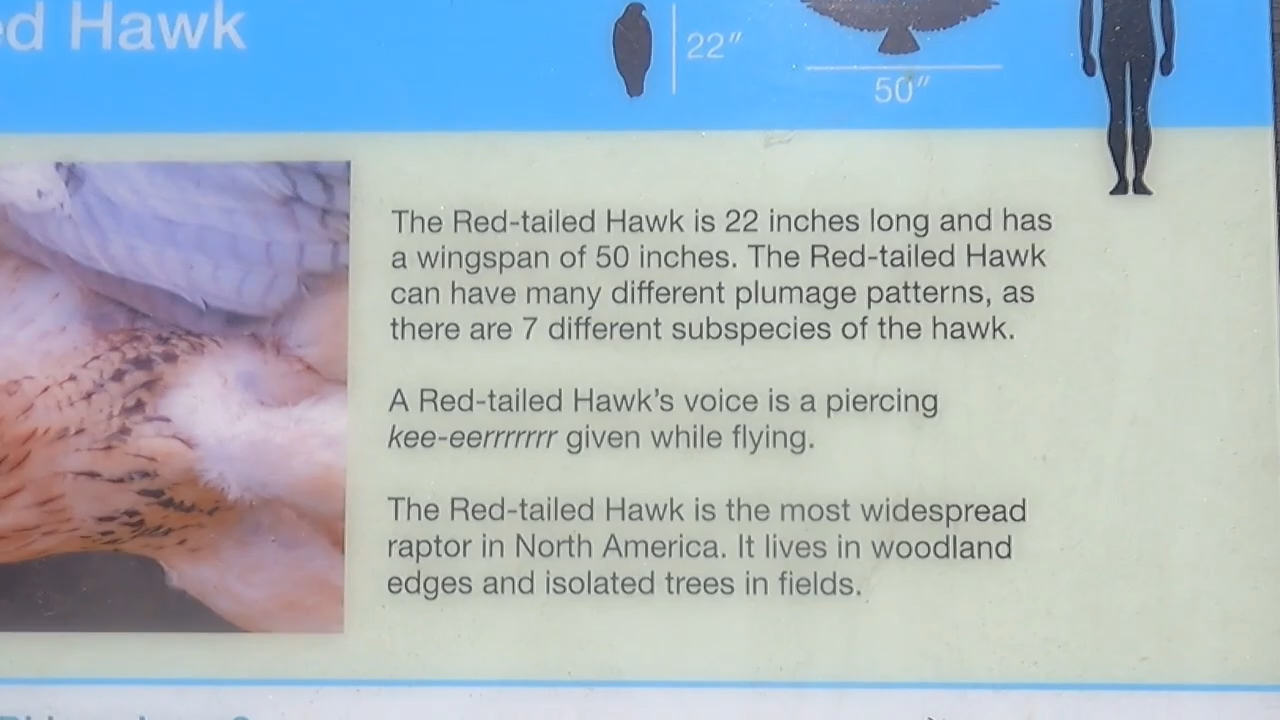 Hawk
22"
50"
The Red-tailed Hawk is 22 inches long and has
a wingspan of 50 inches. The Red-tailed Hawk
can have many different plumage patterns, as
there are 7 different subspecies of the hawk.
A Red-tailed Hawk's voice is a piercing
kee-eerrrrrrr given while flying.
The Red-tailed Hawk is the most widespread
raptor in North America. It lives in woodland
edges and isolated trees in fields.